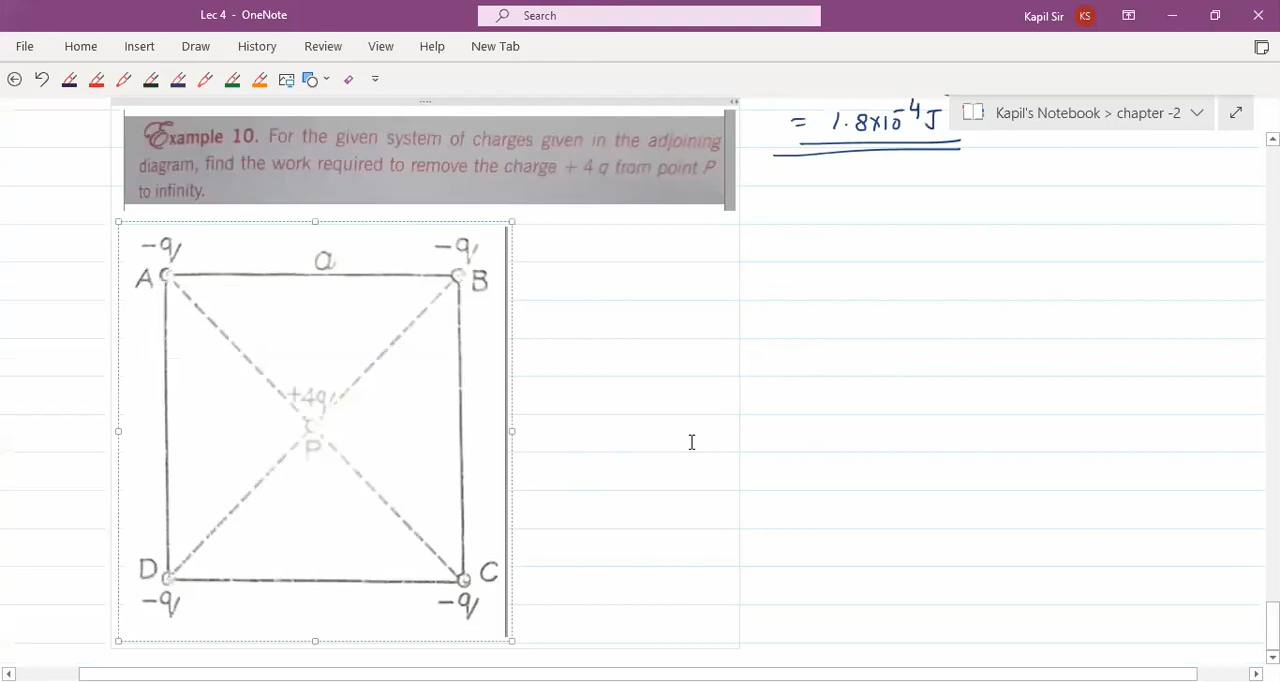 Lec 4 - OneNote
Search
Kapil Sir
KS
File Home Insert Draw History Review View Help New Tab
Kapil's Notebook > chapter -2
= 1.8x10⁻⁴ J
Example 10. For the given system of charges given in the adjoining
diagram, find the work required to remove the charge + 4 q from point P
to infinity.
-q -q
a
A B
+4q
P
D C
-q -q